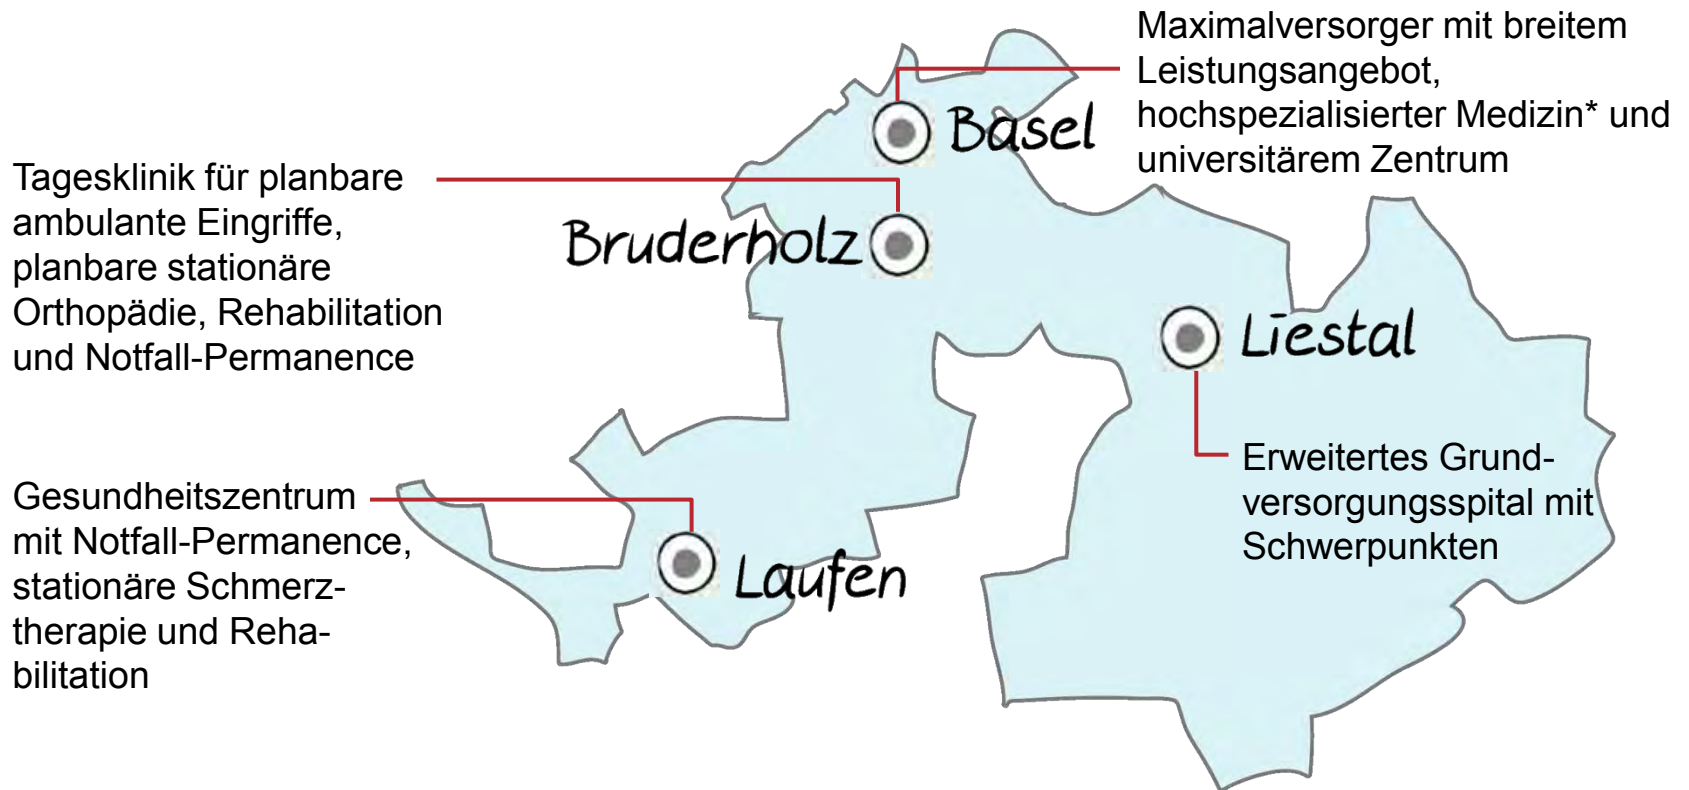 Maximalversorger mit breitem
Leistungsangebot,
hochspezialisierter Medizin* und
universitärem Zentrum
Basel
Tagesklinik für planbare
ambulante Eingriffe,
planbare stationäre
Orthopädie, Rehabilitation
und Notfall-Permanence
Bruderholz
Liestal
Erweitertes Grund-
versorgungsspital mit
Schwerpunkten
Gesundheitszentrum
mit Notfall-Permanence,
stationäre Schmerz-
therapie und Reha-
bilitation
Laufen